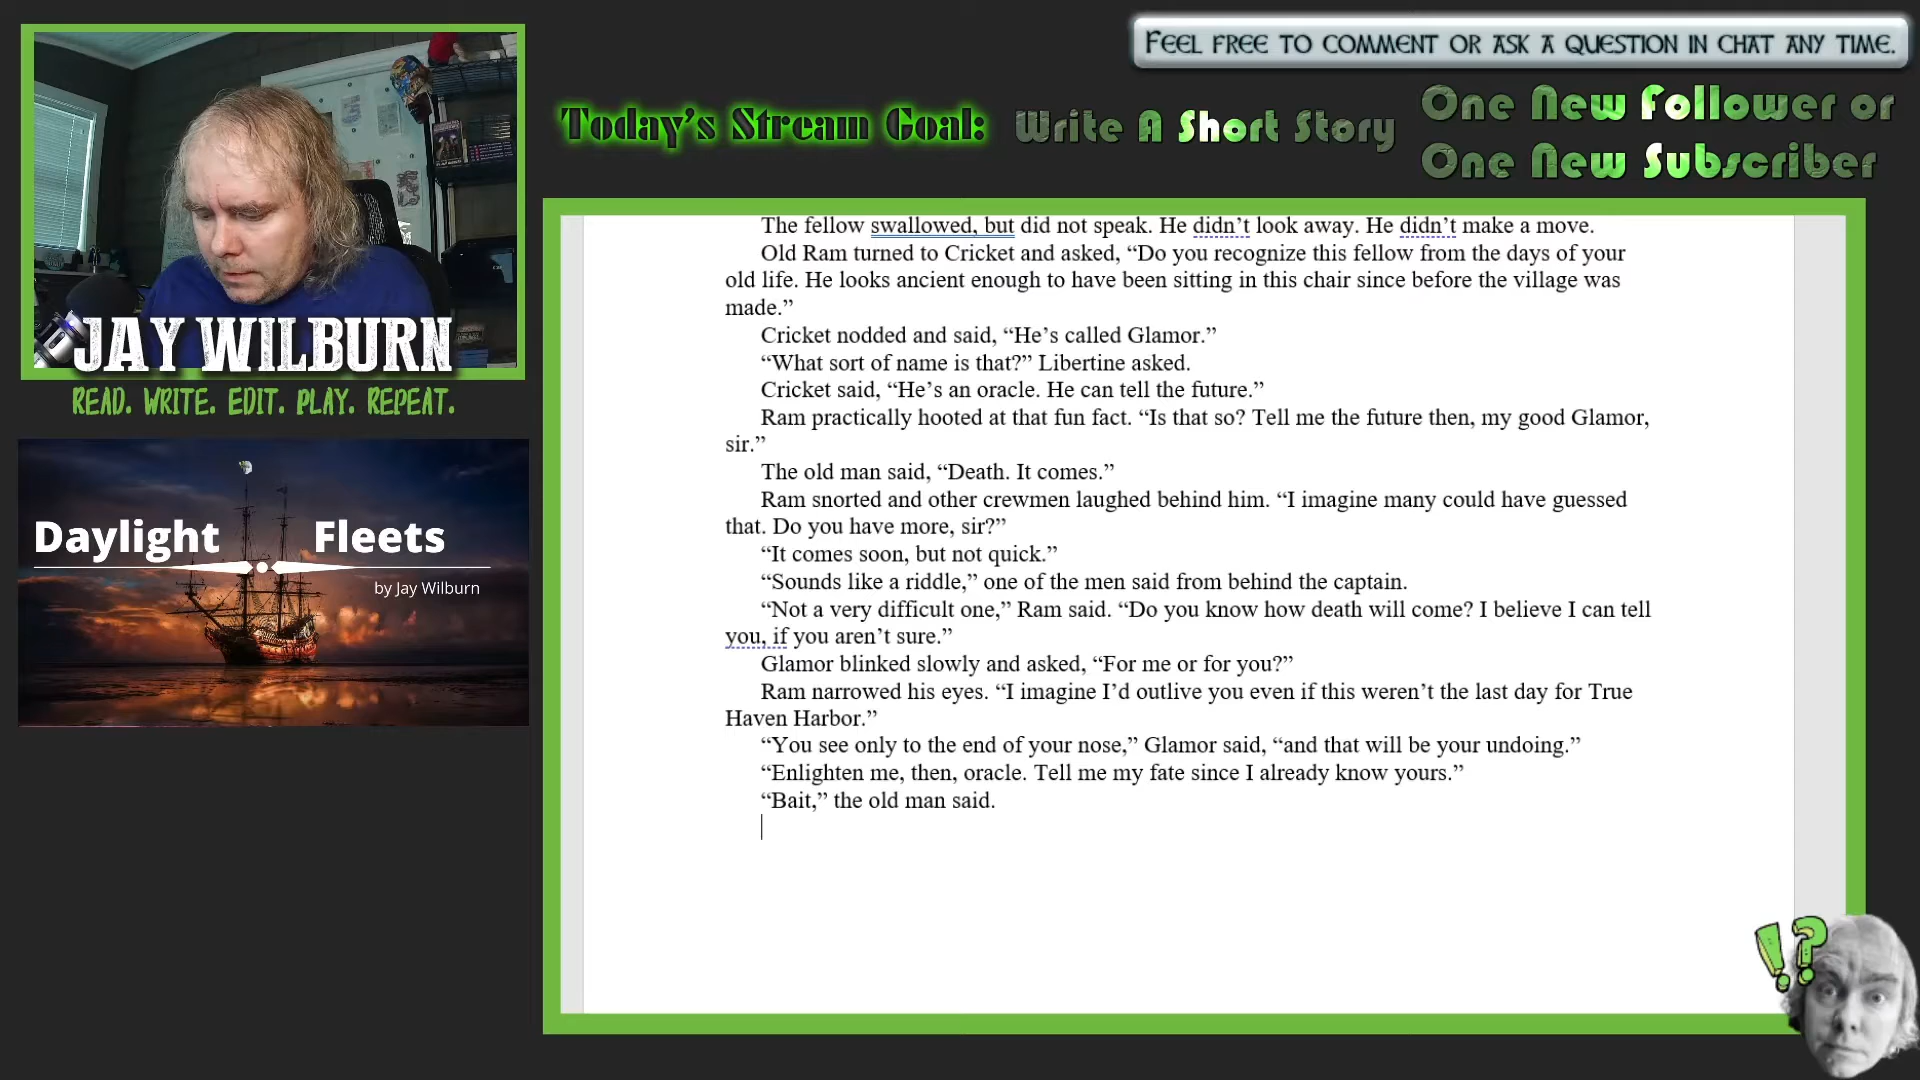 FEEL FREE TO COMMENT OR ASK A QUESTION IN CHAT ANY TIME.
Today's Stream Goal:
Write A Short Story
One New Follower or
One New Subscriber
JAY WILBURN
READ. WRITE. EDIT. PLAY. REPEAT.
Daylight Fleets
by Jay Wilburn
The fellow swallowed, but did not speak. He didn’t look away. He didn’t make a move.
Old Ram turned to Cricket and asked, “Do you recognize this fellow from the days of your
old life. He looks ancient enough to have been sitting in this chair since before the village was
made.”
Cricket nodded and said, “He’s called Glamor.”
“What sort of name is that?” Libertine asked.
Cricket said, “He’s an oracle. He can tell the future.”
Ram practically hooted at that fun fact. “Is that so? Tell me the future then, my good Glamor,
sir.”
The old man said, “Death. It comes.”
Ram snorted and other crewmen laughed behind him. “I imagine many could have guessed
that. Do you have more, sir?”
“It comes soon, but not quick.”
“Sounds like a riddle,” one of the men said from behind the captain.
“Not a very difficult one,” Ram said. “Do you know how death will come? I believe I can tell
you, if you aren’t sure.”
Glamor blinked slowly and asked, “For me or for you?”
Ram narrowed his eyes. “I imagine I’d outlive you even if this weren’t the last day for True
Haven Harbor.”
“You see only to the end of your nose,” Glamor said, “and that will be your undoing.”
“Enlighten me, then, oracle. Tell me my fate since I already know yours.”
“Bait,” the old man said.
!?